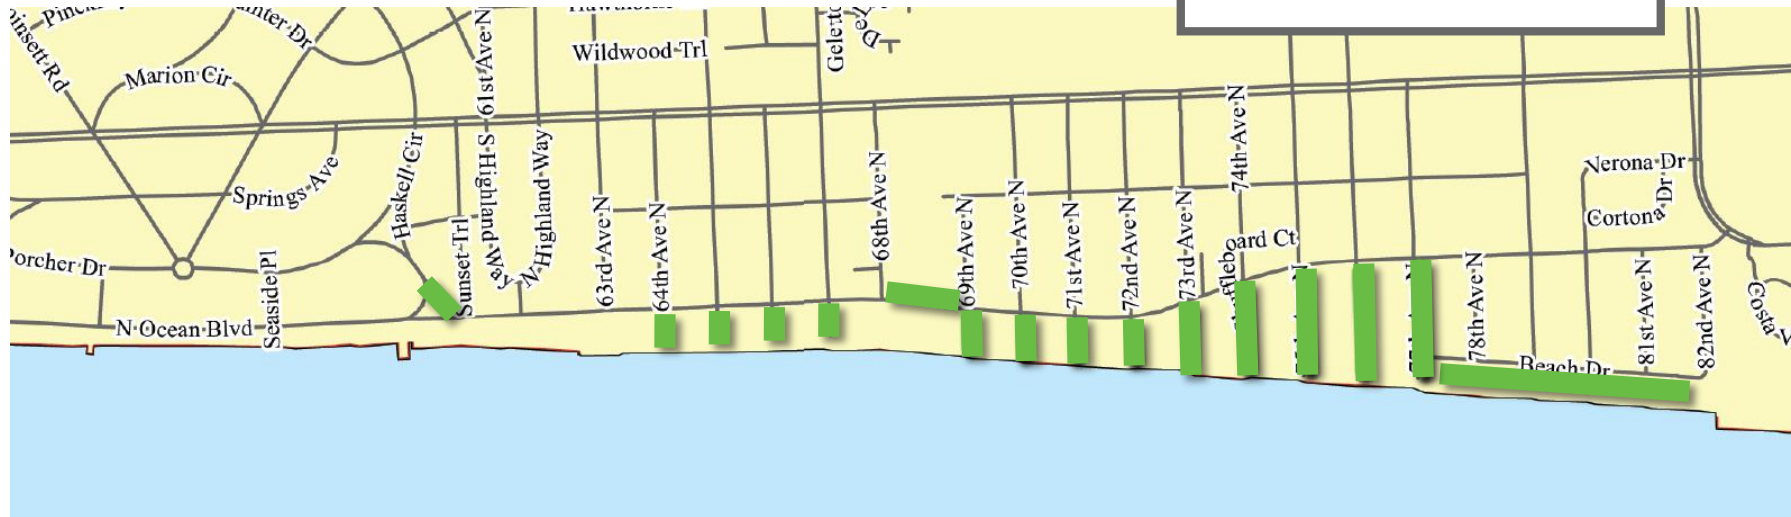 Wildwood Trl
Marion Cir
61st Ave N
Springs Ave
Haskell Cir
Sunset Trl
S Highland Way
N Highland Way
63rd Ave N
64th Ave N
68th Ave N
69th Ave N
70th Ave N
71st Ave N
72nd Ave N
73rd Ave N
74th Ave N
Verona Dr
Cortona Dr
Porcher Dr
Seaside Pl
N Ocean Blvd
78th Ave N
Beach Dr
81st Ave N
82nd Ave N